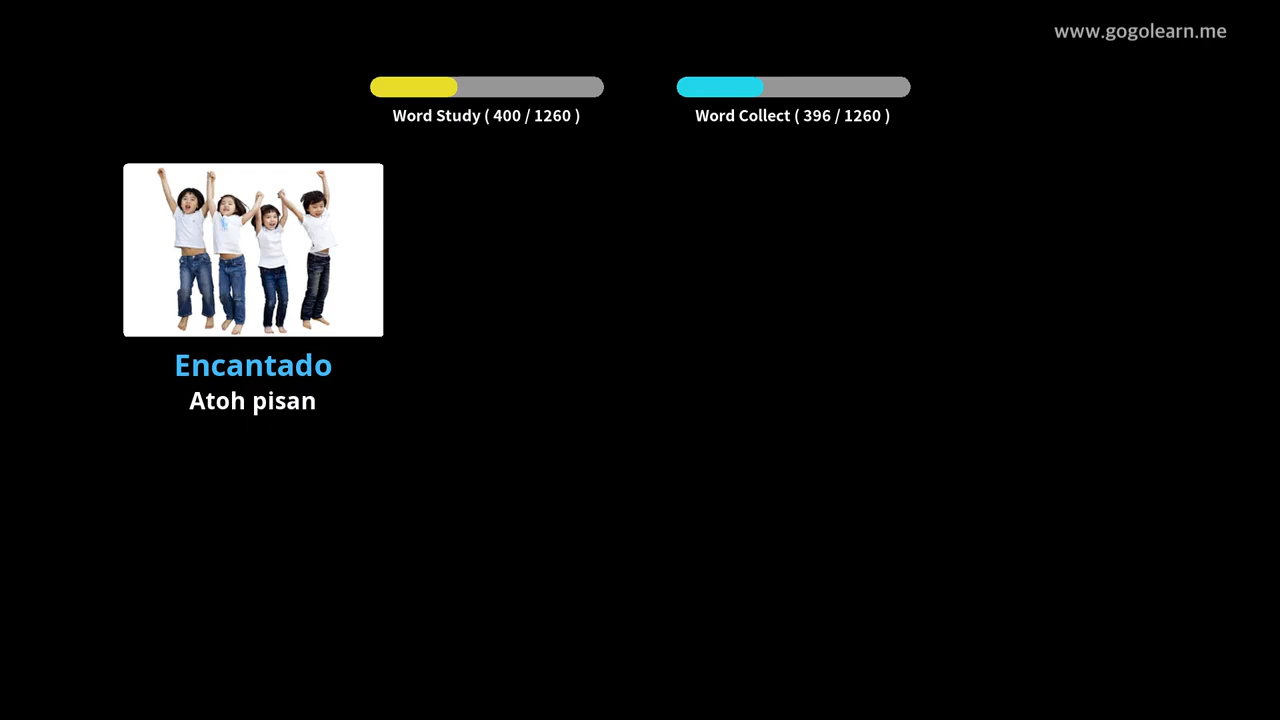 www.gogolearn.me
Word Study ( 400 / 1260 )
Word Collect ( 396 / 1260 )
Encantado
Atoh pisan